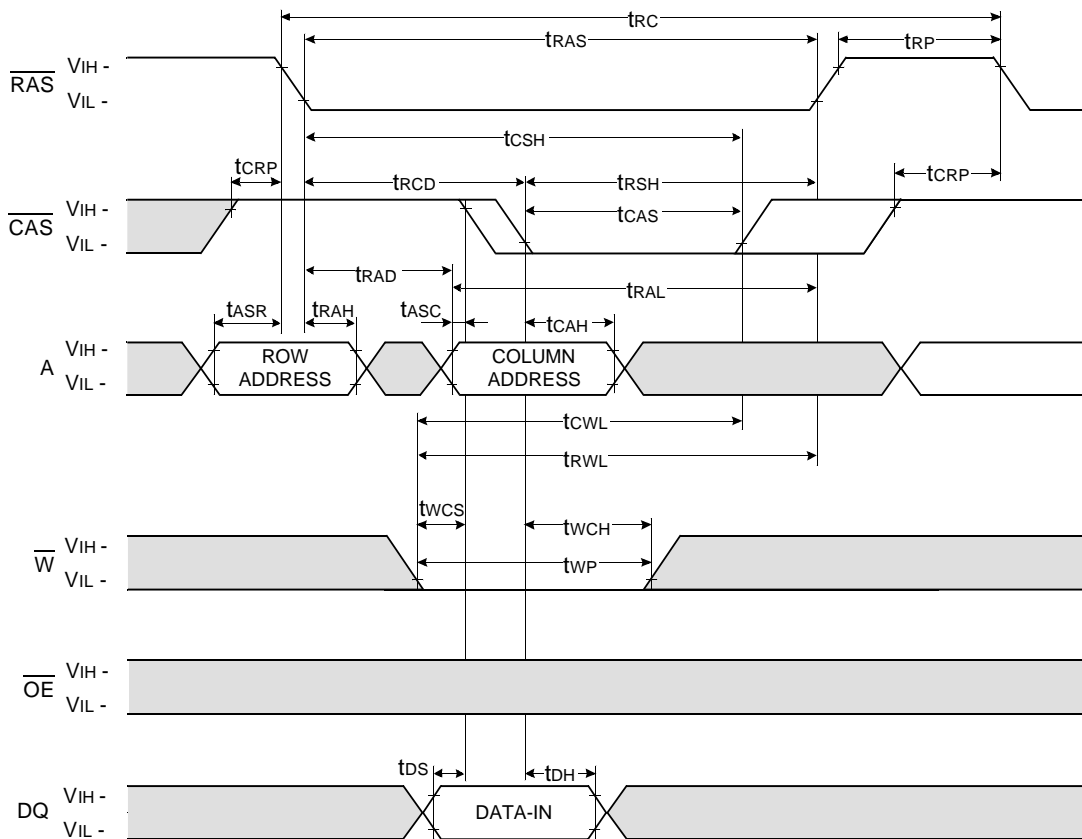 tRC
tRAS
tRP
RAS
VIH -
VIL -
tCSH
tCRP
tRCD
tRSH
tCRP
CAS
VIH -
VIL -
tCAS
tRAD
tRAL
tASR
tRAH
tASC
tCAH
A
VIH -
VIL -
ROW
ADDRESS
COLUMN
ADDRESS
tCWL
tRWL
tWCS
tWCH
tWP
W
VIH -
VIL -
OE
VIH -
VIL -
tDS
tDH
DQ
VIH -
VIL -
DATA-IN